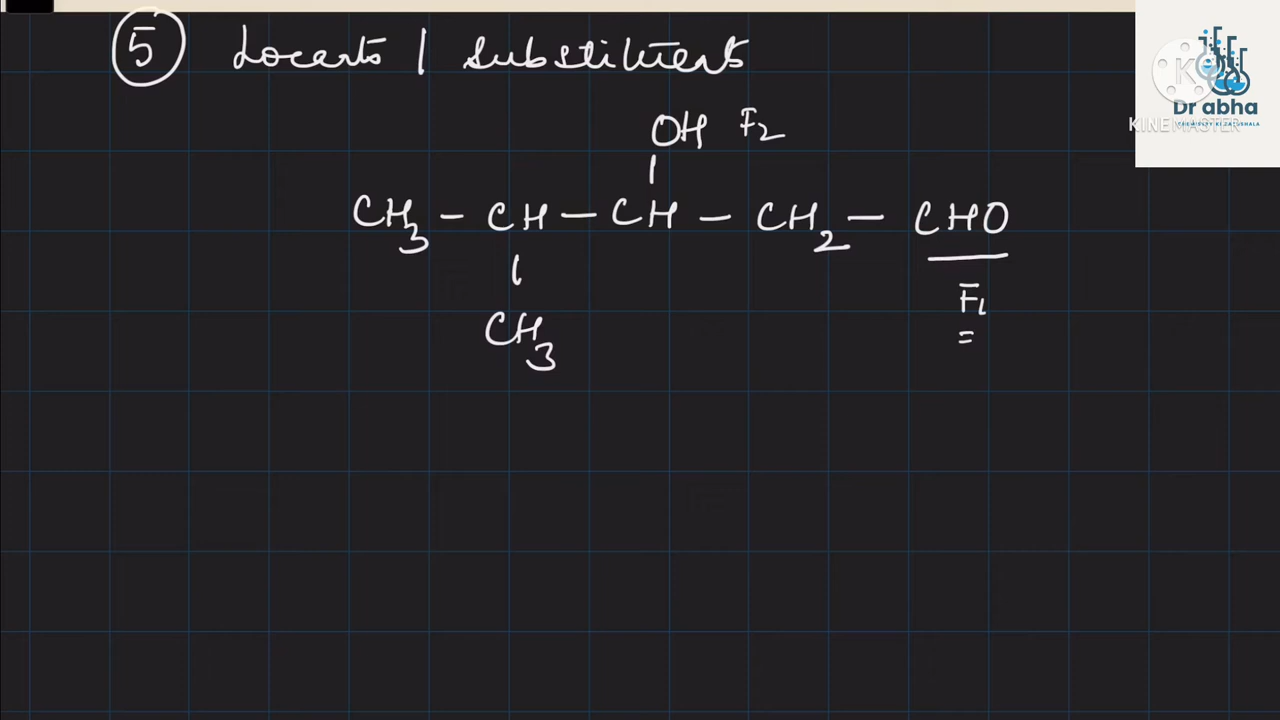 5 Locants | Substituents
OH F2
CH3 - CH - CH - CH2 - CHO
CH3
F1
=
K
Dr abha
KINEMASTER